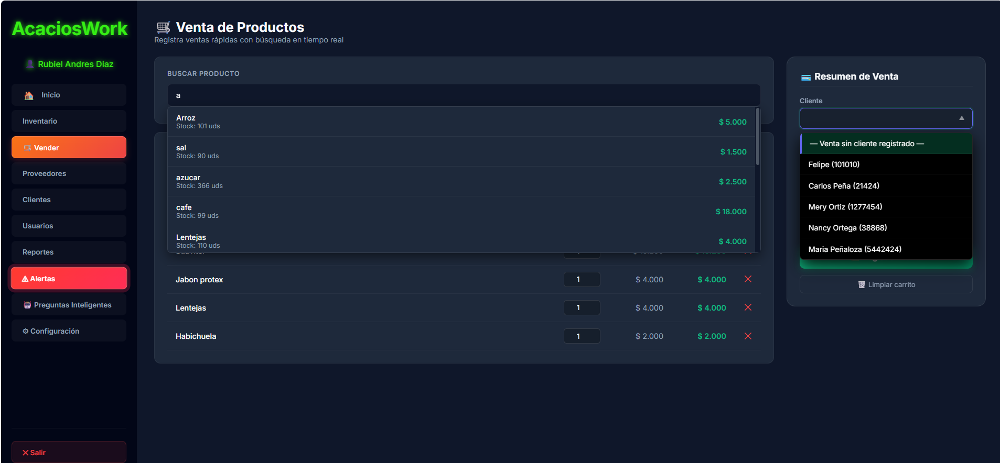 AcaciosWork
Rubiel Andres Diaz
Inicio
Inventario
Vender
Proveedores
Clientes
Usuarios
Reportes
Alertas
Preguntas Inteligentes
Configuración
Salir
Venta de Productos
Registra ventas rápidas con búsqueda en tiempo real
BUSCAR PRODUCTO
a
Arroz
Stock: 101 uds
$ 5.000
sal
Stock: 90 uds
$ 1.500
azucar
Stock: 366 uds
$ 2.500
cafe
Stock: 99 uds
$ 18.000
Lentejas
Stock: 110 uds
$ 4.000
Jabon protex 1 $ 4.000 $ 4.000
Lentejas 1 $ 4.000 $ 4.000
Habichuela 1 $ 2.000 $ 2.000
Resumen de Venta
Cliente
— Venta sin cliente registrado —
Felipe (101010)
Carlos Peña (21424)
Mery Ortiz (1277454)
Nancy Ortega (38868)
Maria Peñaloza (5442424)
Limpiar carrito